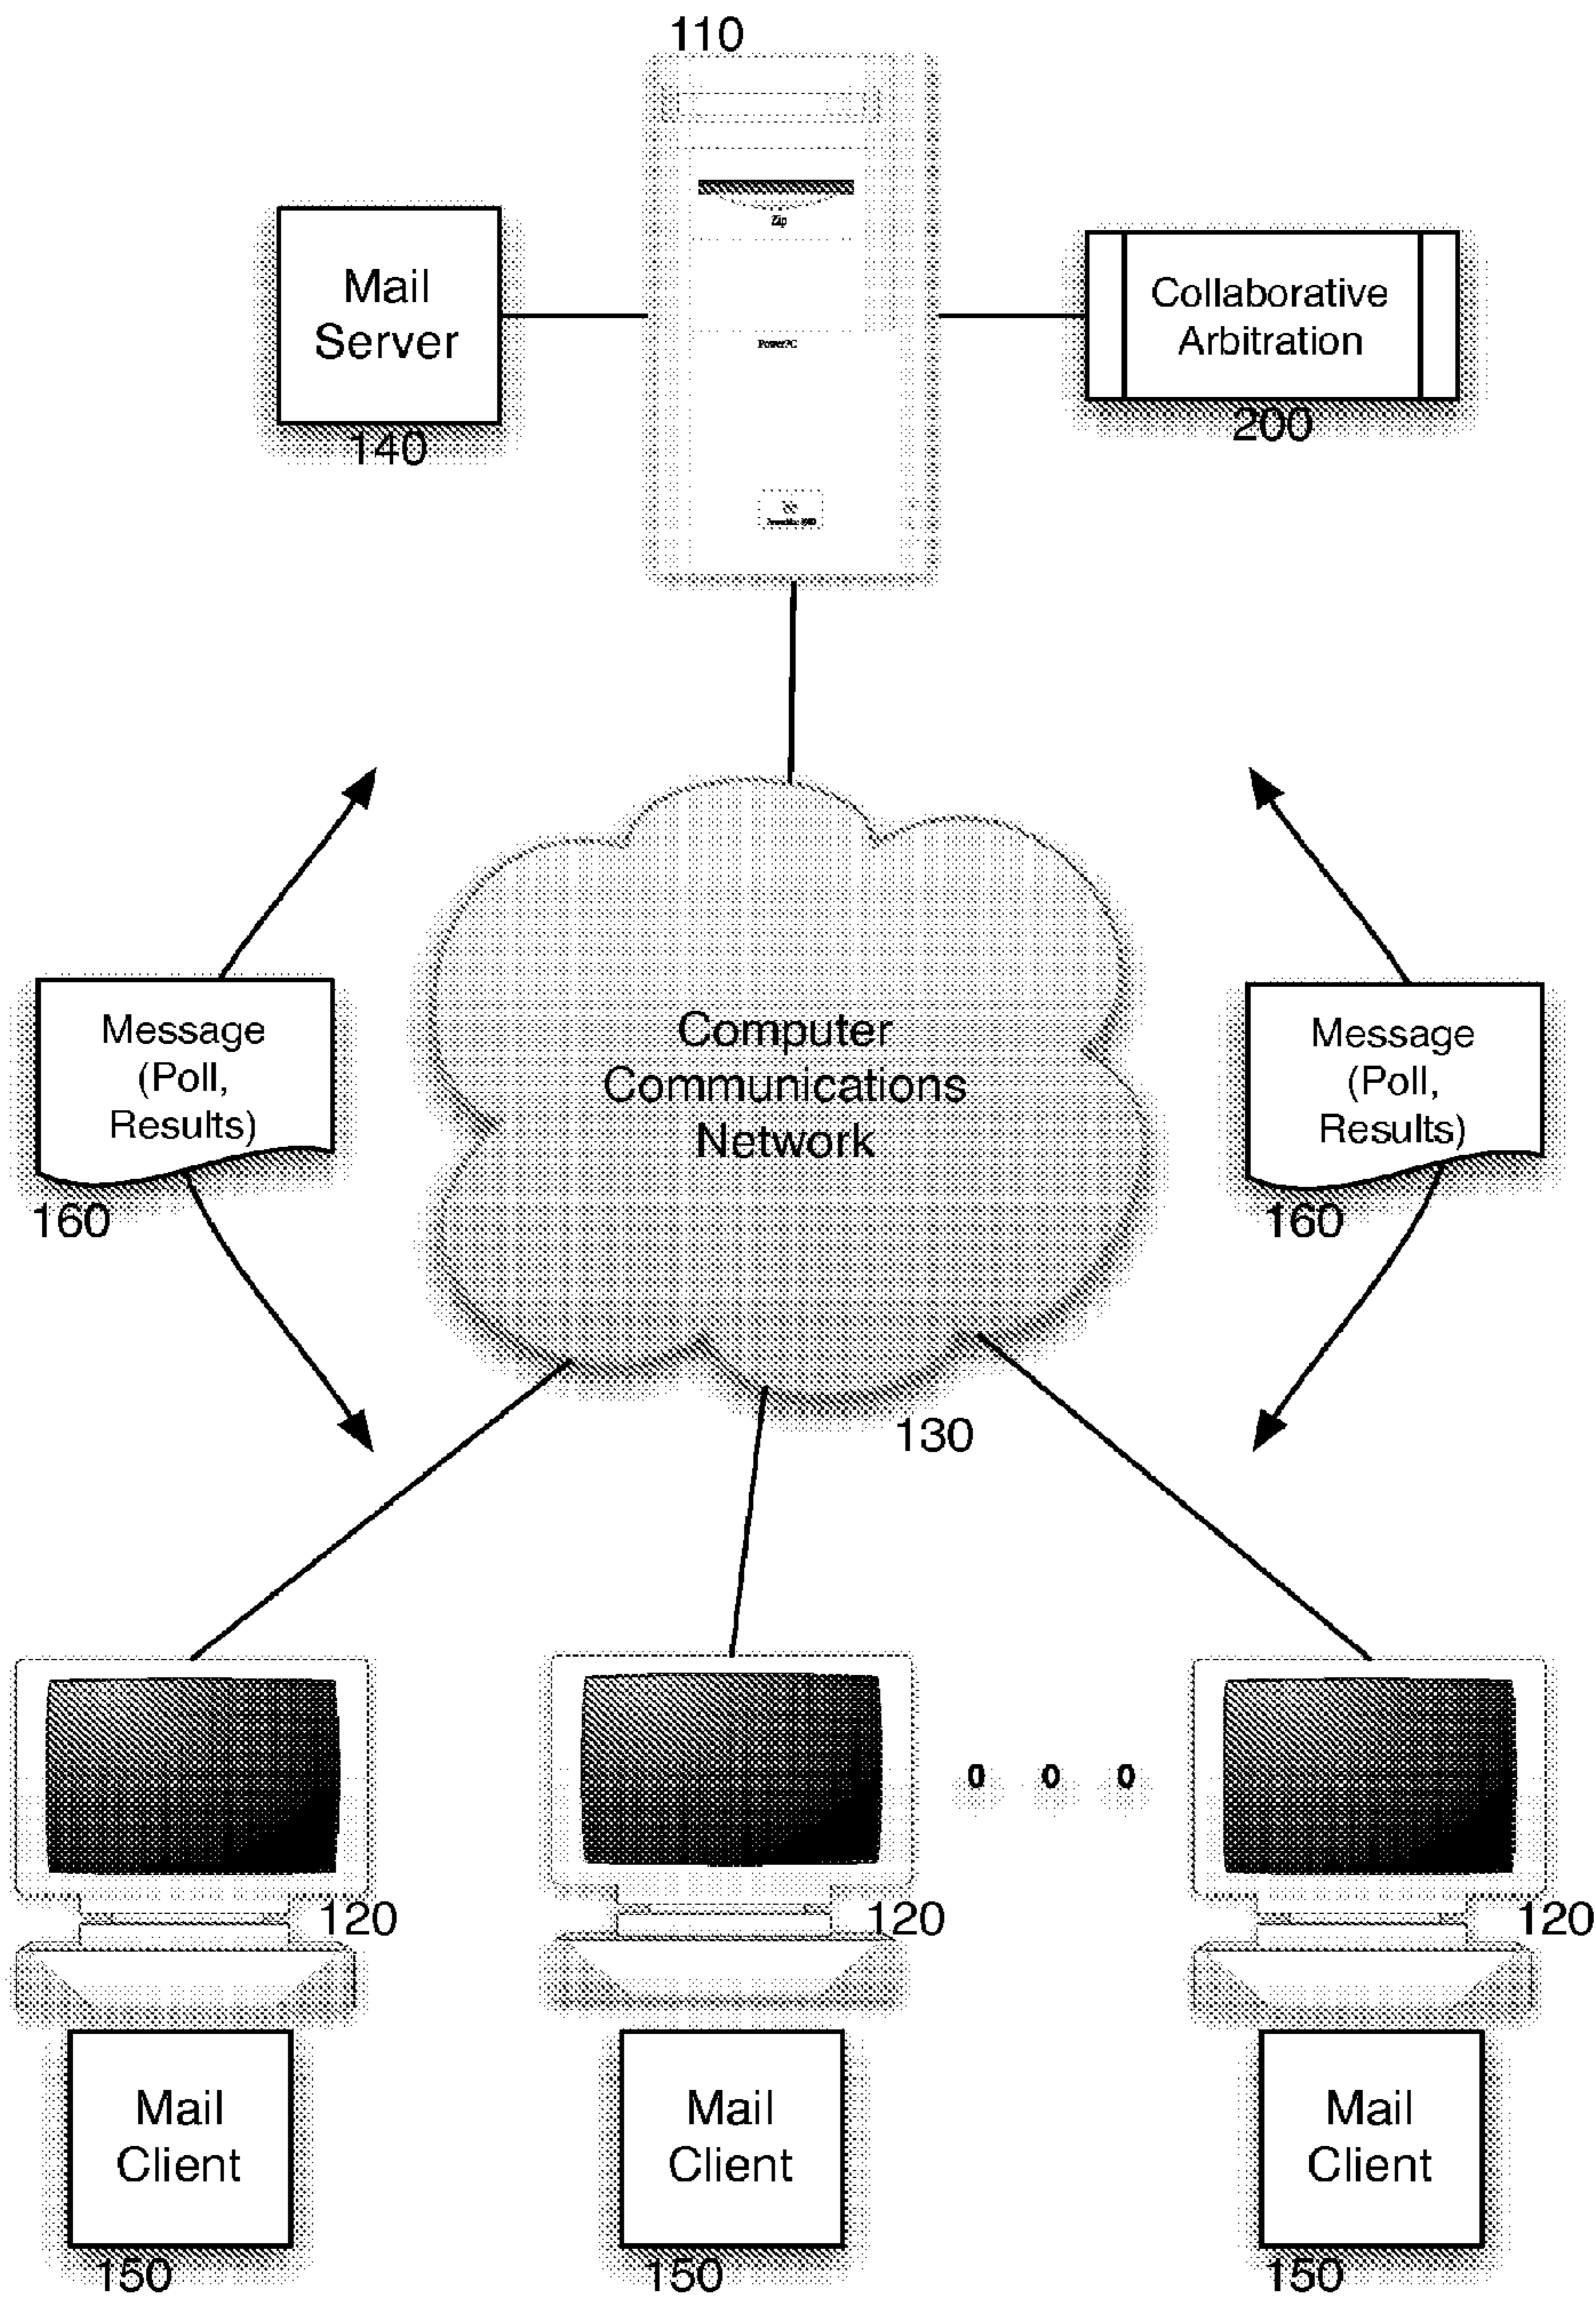 110
Zip
Mail
Server
140
PowerPC
Collaborative
Arbitration
200
Message
(Poll,
Results)
160
Computer
Communications
Network
130
Message
(Poll,
Results)
160
120
120
120
Mail
Client
150
Mail
Client
150
Mail
Client
150